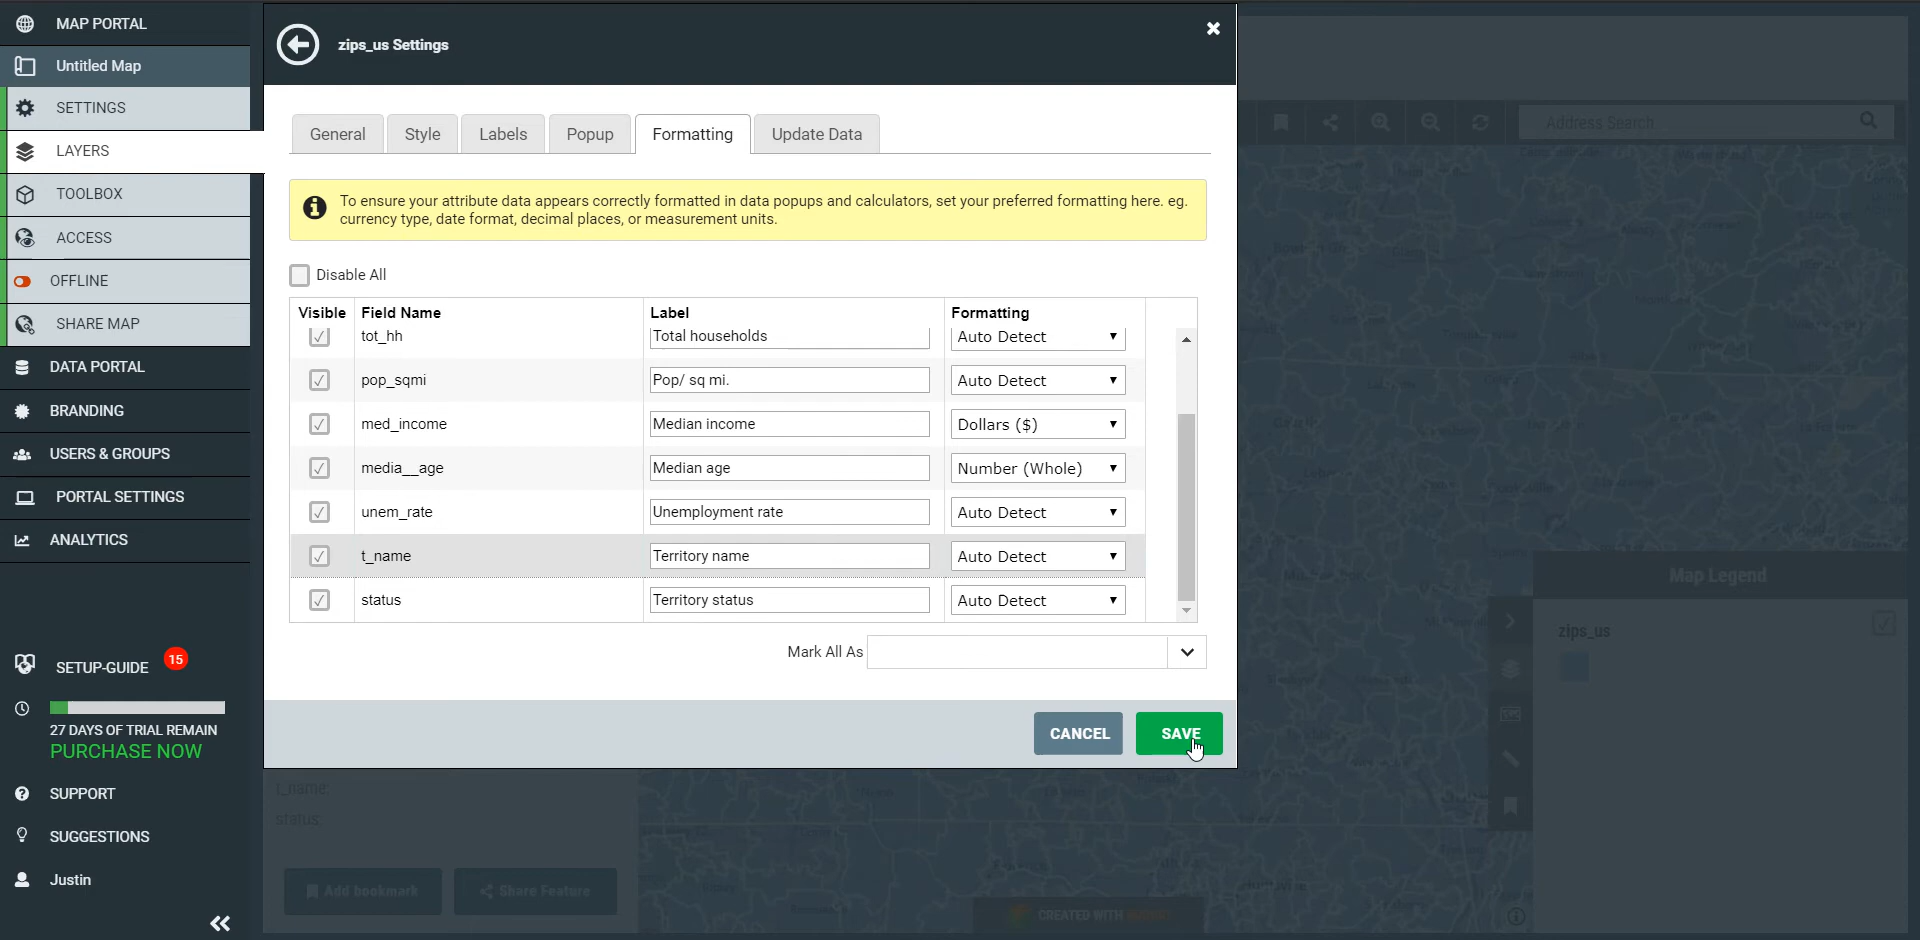 MAP PORTAL
Untitled Map
SETTINGS
LAYERS
TOOLBOX
ACCESS
OFFLINE
SHARE MAP
DATA PORTAL
BRANDING
USERS & GROUPS
PORTAL SETTINGS
ANALYTICS
SETUP-GUIDE 15
27 DAYS OF TRIAL REMAIN
PURCHASE NOW
SUPPORT
SUGGESTIONS
Justin
zips_us Settings
General Style Labels Popup Formatting Update Data
To ensure your attribute data appears correctly formatted in data popups and calculators, set your preferred formatting here. eg.
currency type, date format, decimal places, or measurement units.
Disable All
Visible Field Name Label Formatting
tot_hh Total households Auto Detect
pop_sqmi Pop/ sq mi. Auto Detect
med_income Median income Dollars ($)
media__age Median age Number (Whole)
unem_rate Unemployment rate Auto Detect
t_name Territory name Auto Detect
status Territory status Auto Detect
Mark All As
CANCEL SAVE
Address Search
Map Legend
zips_us
t_name:
status:
Add bookmark Share Feature
CREATED WITH